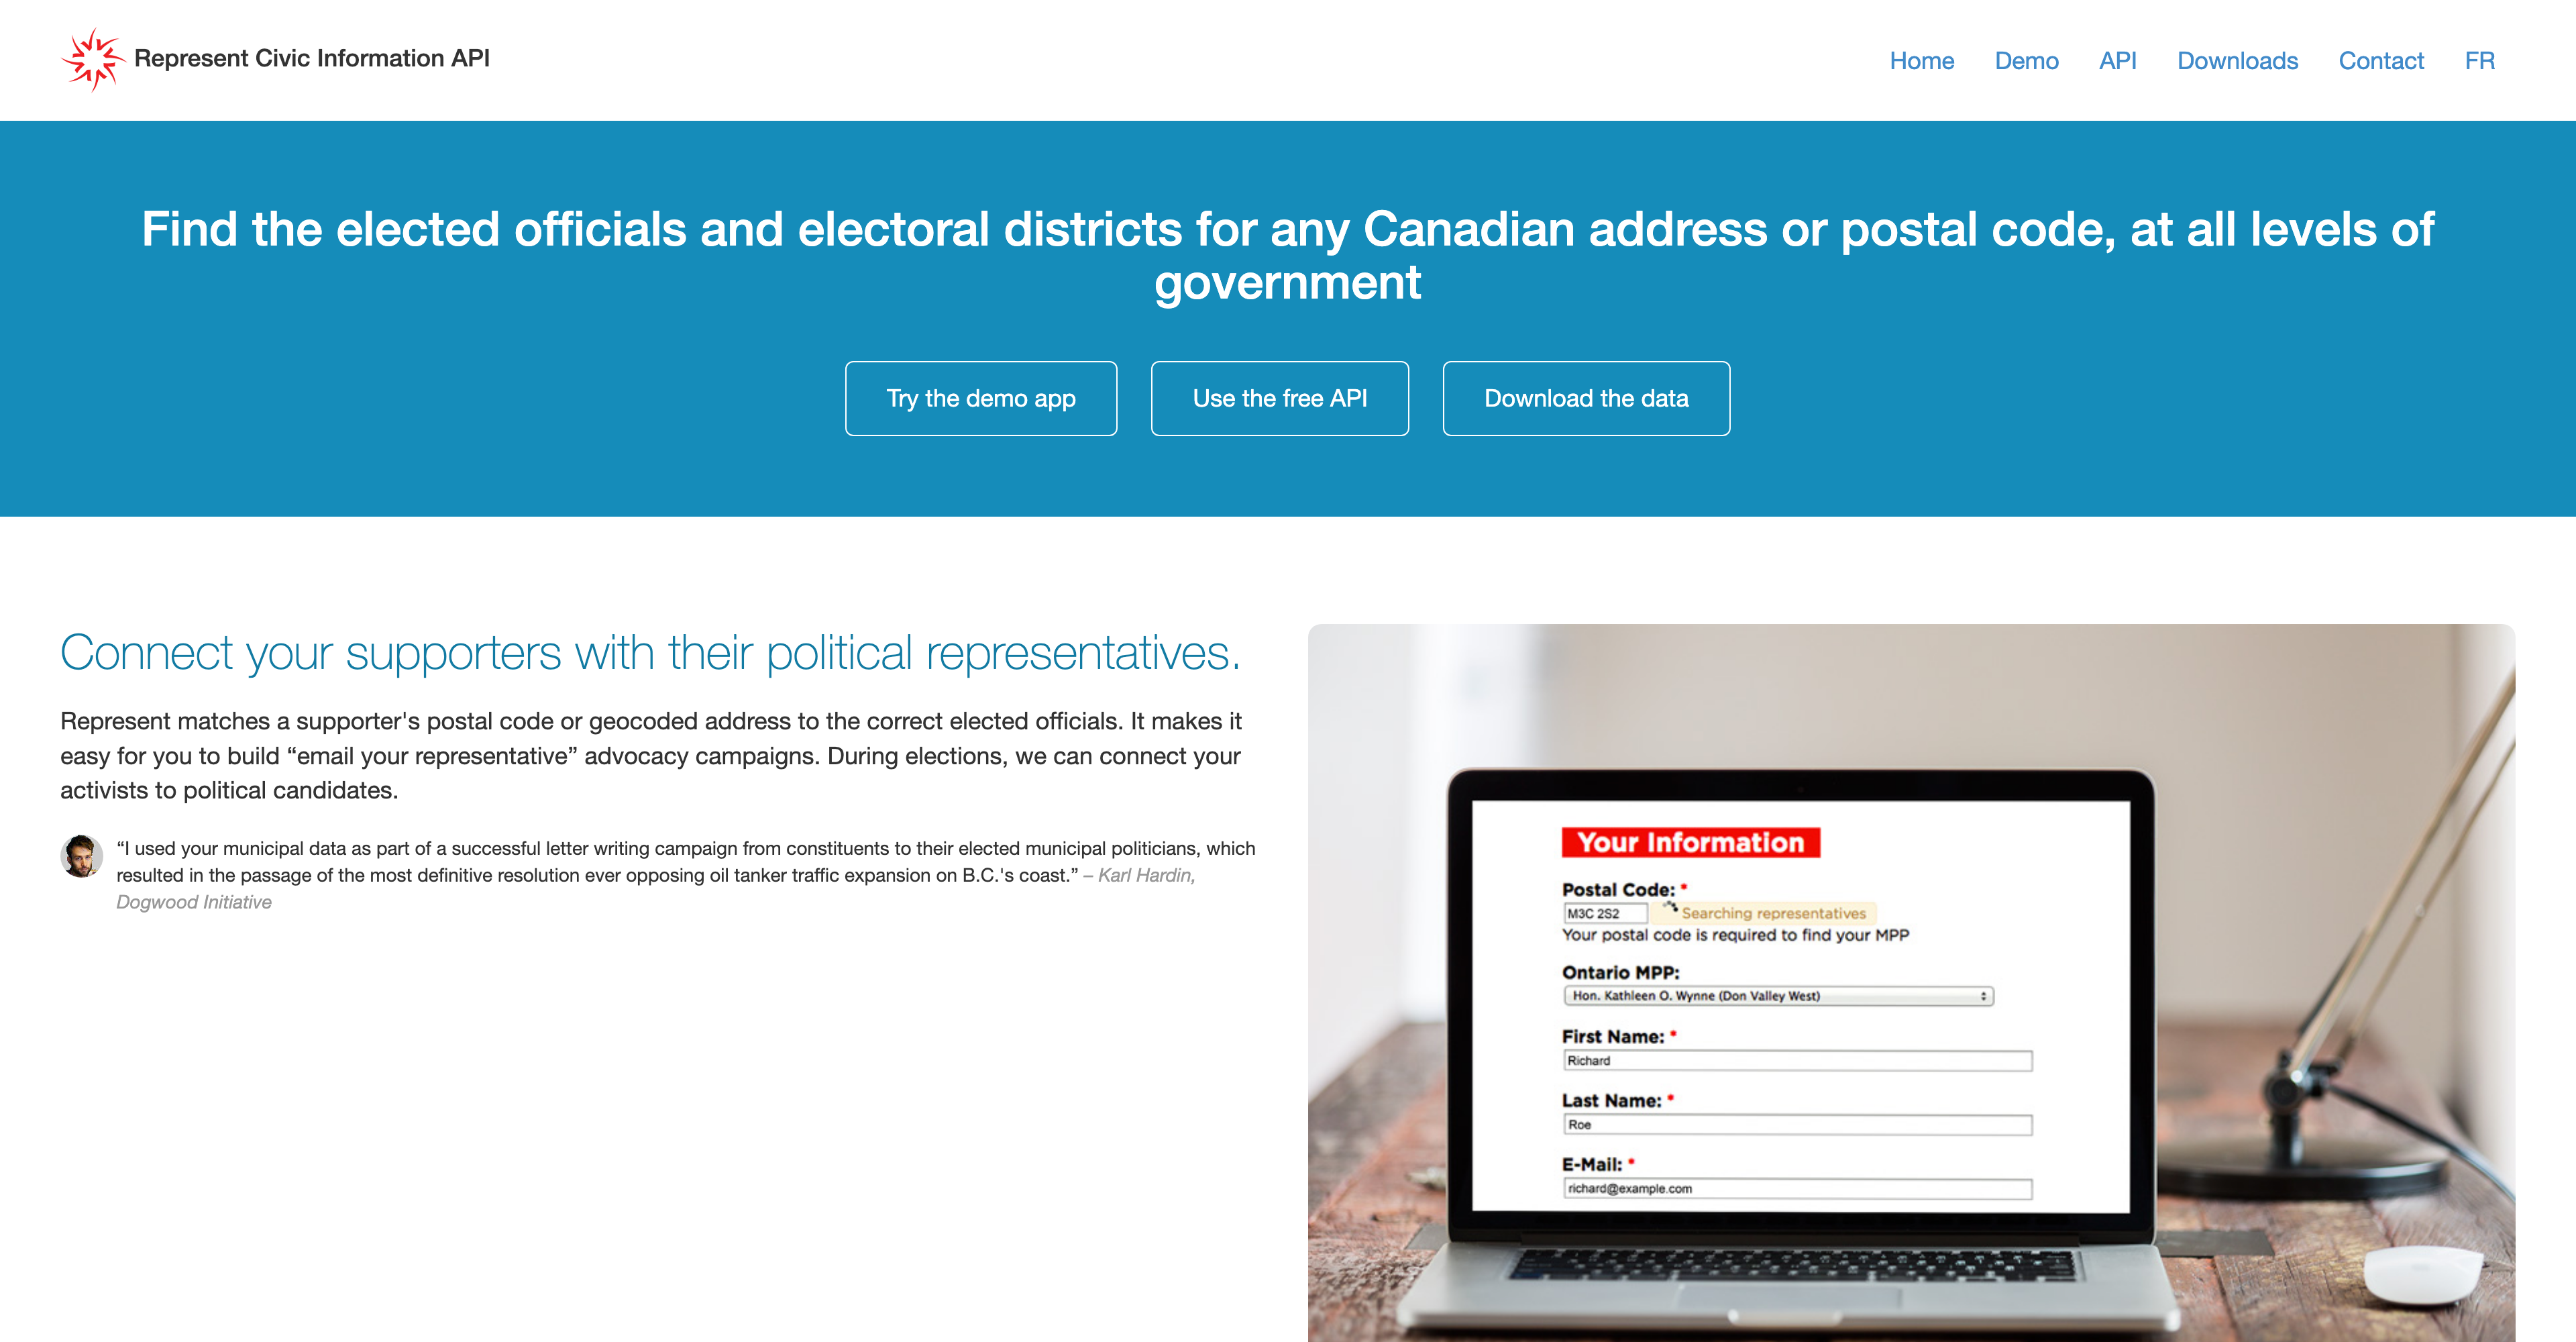 Represent Civic Information API
Home
Demo
API
Downloads
Contact
FR
Find the elected officials and electoral districts for any Canadian address or postal code, at all levels of
government
Try the demo app
Use the free API
Download the data
Connect your supporters with their political representatives.
Represent matches a supporter's postal code or geocoded address to the correct elected officials. It makes it
easy for you to build “email your representative” advocacy campaigns. During elections, we can connect your
activists to political candidates.
“I used your municipal data as part of a successful letter writing campaign from constituents to their elected municipal politicians, which
resulted in the passage of the most definitive resolution ever opposing oil tanker traffic expansion on B.C.'s coast.” – Karl Hardin,
Dogwood Initiative
Your Information
Postal Code: *
M3C 2S2
Searching representatives
Your postal code is required to find your MPP
Ontario MPP:
Hon. Kathleen O. Wynne (Don Valley West)
First Name: *
Richard
Last Name: *
Roe
E-Mail: *
richard@example.com